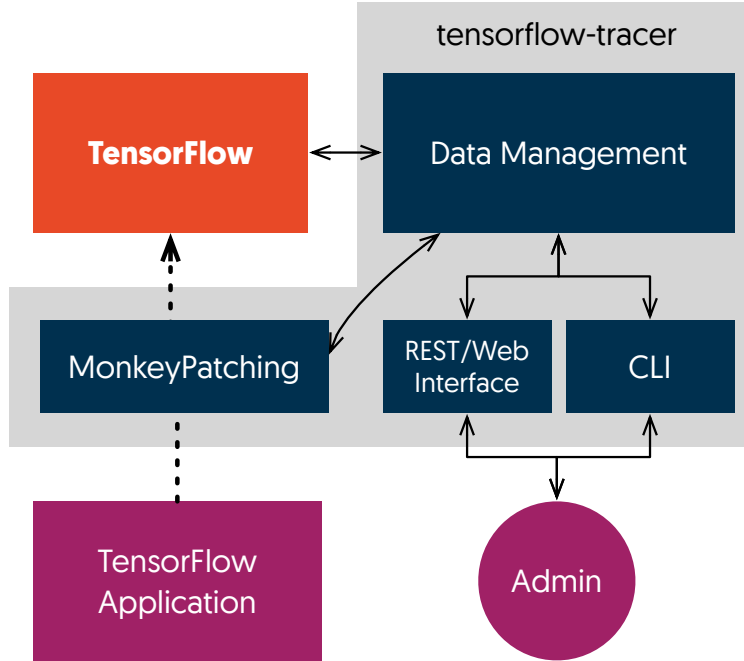 tensorflow-tracer
TensorFlow
Data Management
MonkeyPatching
REST/Web
Interface
CLI
TensorFlow
Application
Admin